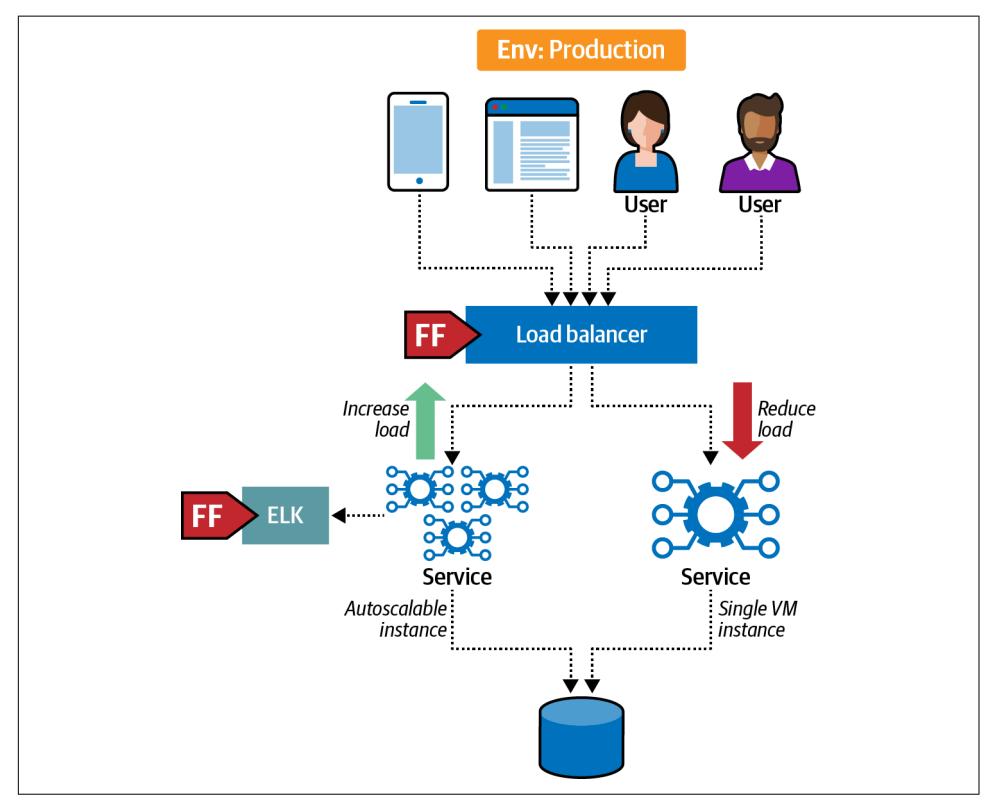 Env: Production
User
User
FF
Load balancer
Increase
load
Reduce
load
FF
ELK
Service
Service
Autoscalable
instance
Single VM
instance